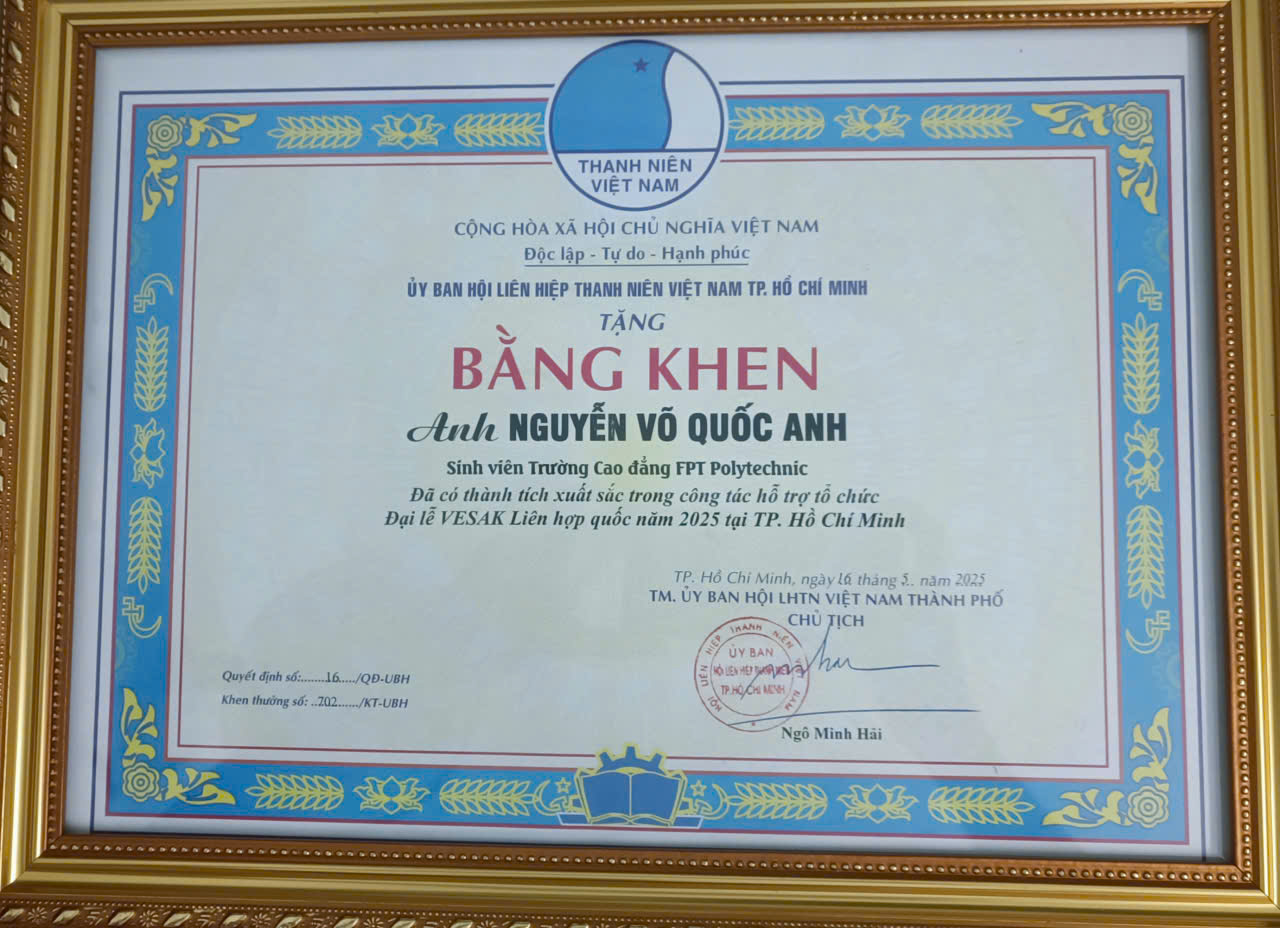 THANH NIÊN
VIỆT NAM
CỘNG HÒA XÃ HỘI CHỦ NGHĨA VIỆT NAM
Độc lập - Tự do - Hạnh phúc
ỦY BAN HỘI LIÊN HIỆP THANH NIÊN VIỆT NAM TP. HỒ CHÍ MINH
TẶNG
BẰNG KHEN
Anh NGUYỄN VÕ QUỐC ANH
Sinh viên Trường Cao đẳng FPT Polytechnic
Đã có thành tích xuất sắc trong công tác hỗ trợ tổ chức
Đại lễ VESAK Liên hợp quốc năm 2025 tại TP. Hồ Chí Minh
TP. Hồ Chí Minh, ngày 16 tháng 5.. năm 2025
TM. ỦY BAN HỘI LHTN VIỆT NAM THÀNH PHỐ
CHỦ TỊCH
HỘI LIÊN HIỆP THANH NIÊN VIỆT NAM
ỦY BAN
HỘI LIÊN HIỆP THANH NIÊN
TP.HỒ CHÍ MINH
Quyết định số:.......16...../QĐ-UBH
Khen thưởng số: ..702....../KT-UBH
Ngô Minh Hải